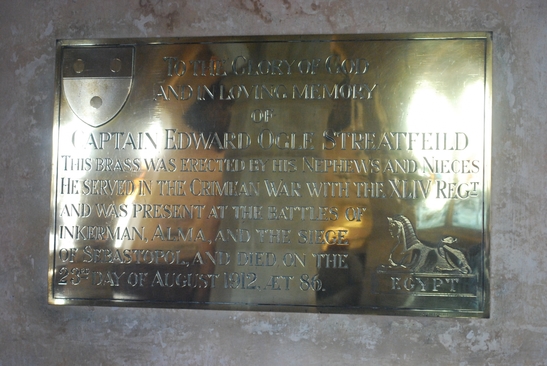 TO THE GLORY OF GOD
AND IN LOVING MEMORY
OF
CAPTAIN EDWARD OGLE STREATFEILD
THIS BRASS WAS ERECTED BY HIS NEPHEWS AND NIECES
HE SERVED IN THE CRIMEAN WAR WITH THE XLIV REGT
AND WAS PRESENT AT THE BATTLES OF
INKERMAN, ALMA, AND THE SIEGE
OF SEBASTOPOL, AND DIED ON THE
23RD DAY OF AUGUST 1912. ÆT 86.
EGYPT